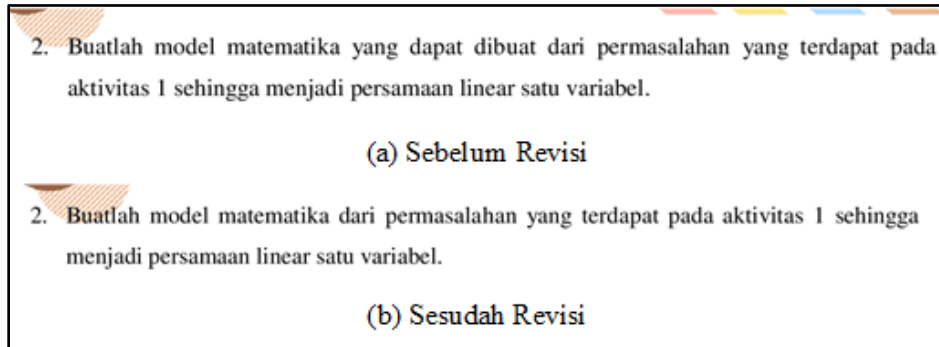 2. Buatlah model matematika yang dapat dibuat dari permasalahan yang terdapat pada
aktivitas 1 sehingga menjadi persamaan linear satu variabel.
(a) Sebelum Revisi
2. Buatlah model matematika dari permasalahan yang terdapat pada aktivitas 1 sehingga
menjadi persamaan linear satu variabel.
(b) Sesudah Revisi